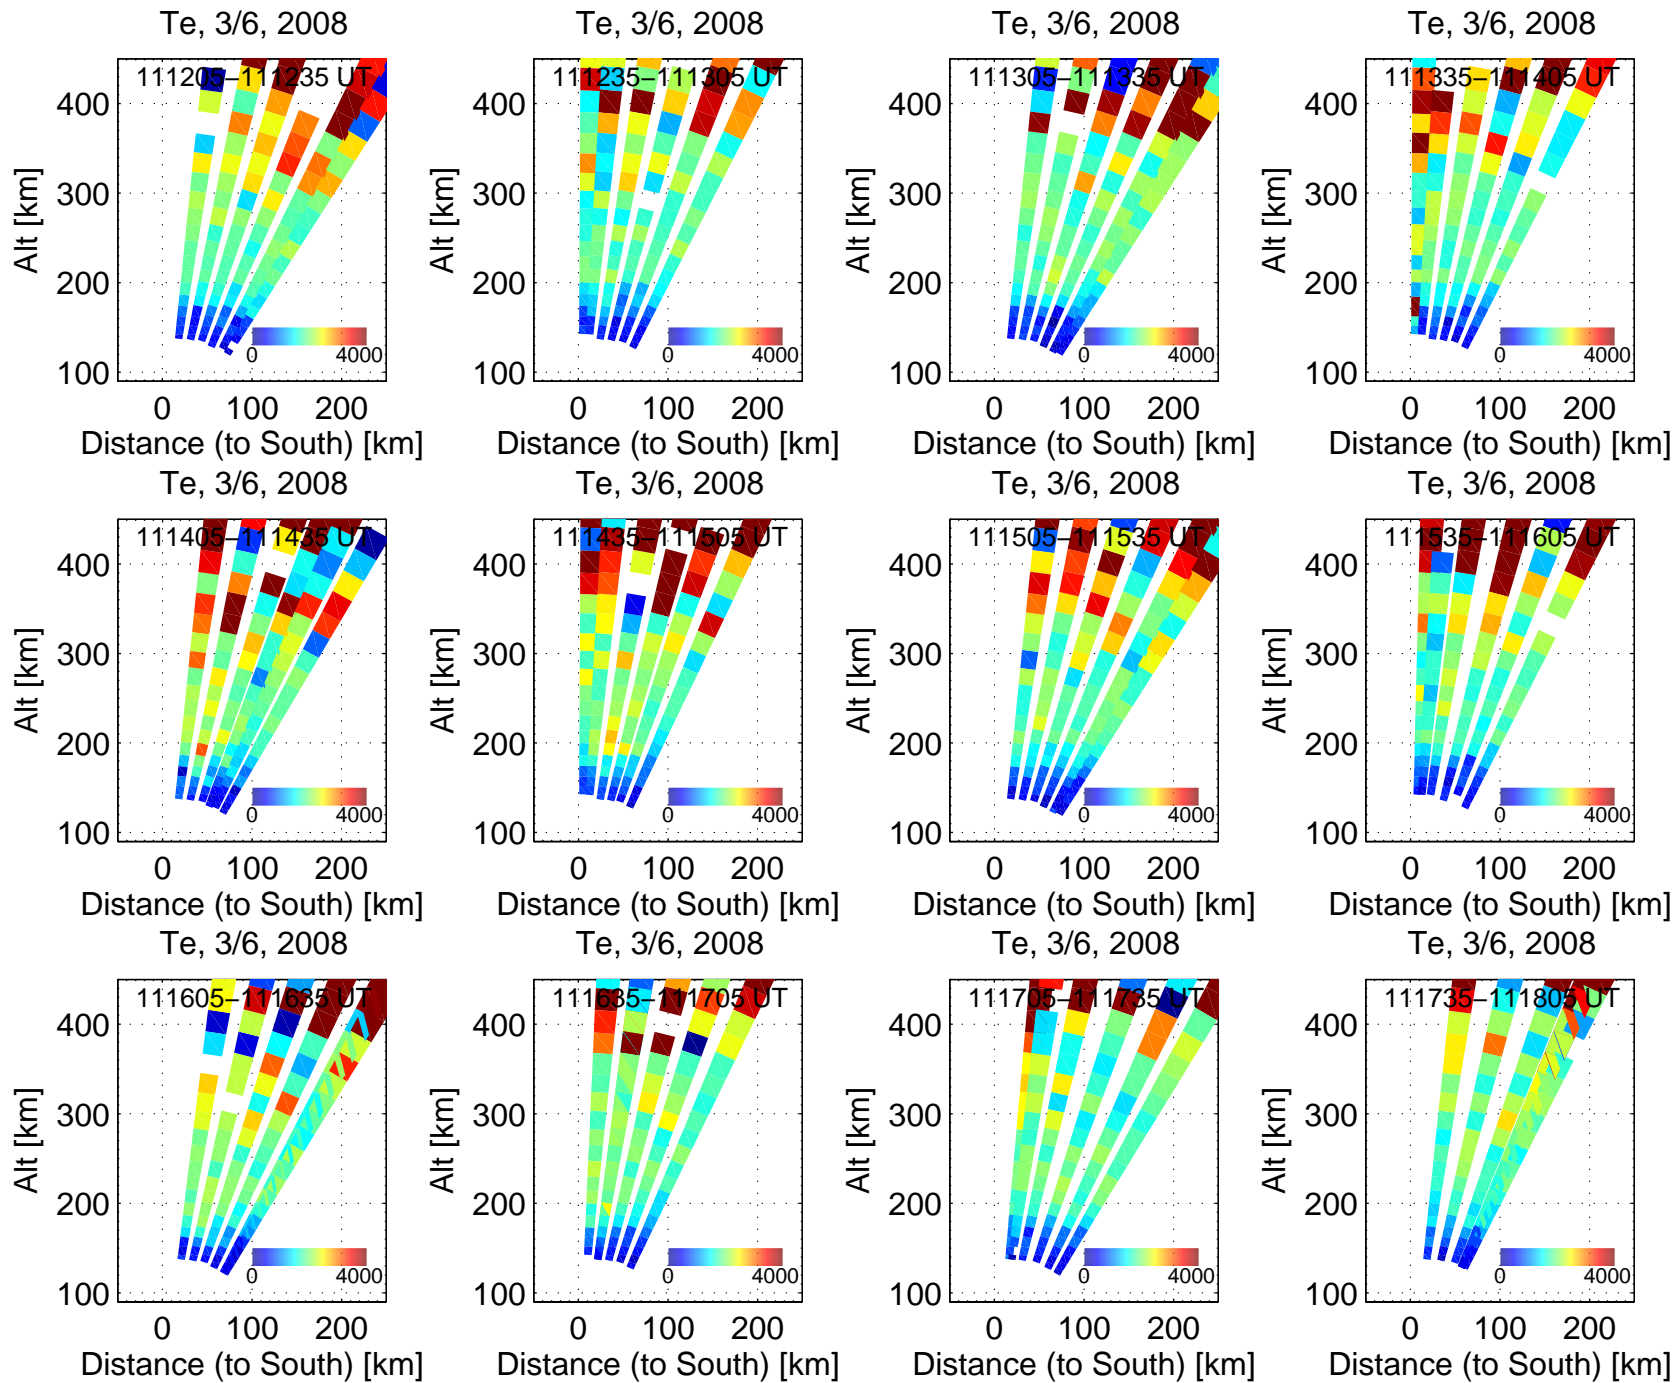 Te, 3/6, 2008 Te, 3/6, 2008 Te, 3/6, 2008 Te, 3/6, 2008
111205–111235 UT 111235–111305 UT 111305–111335 UT 111335–111405 UT
400 400 400 400
300 300 300 300
Alt [km] Alt [km] Alt [km] Alt [km]
200 200 200 200
0 4000 0 4000 0 4000 0 4000
100 100 100 100
0 100 200 0 100 200 0 100 200 0 100 200
Distance (to South) [km] Distance (to South) [km] Distance (to South) [km] Distance (to South) [km]
Te, 3/6, 2008 Te, 3/6, 2008 Te, 3/6, 2008 Te, 3/6, 2008
111405–111435 UT 111435–111505 UT 111505–111535 UT 111535–111605 UT
400 400 400 400
300 300 300 300
Alt [km] Alt [km] Alt [km] Alt [km]
200 200 200 200
0 4000 0 4000 0 4000 0 4000
100 100 100 100
0 100 200 0 100 200 0 100 200 0 100 200
Distance (to South) [km] Distance (to South) [km] Distance (to South) [km] Distance (to South) [km]
Te, 3/6, 2008 Te, 3/6, 2008 Te, 3/6, 2008 Te, 3/6, 2008
111605–111635 UT 111635–111705 UT 111705–111735 UT 111735–111805 UT
400 400 400 400
300 300 300 300
Alt [km] Alt [km] Alt [km] Alt [km]
200 200 200 200
0 4000 0 4000 0 4000 0 4000
100 100 100 100
0 100 200 0 100 200 0 100 200 0 100 200
Distance (to South) [km] Distance (to South) [km] Distance (to South) [km] Distance (to South) [km]